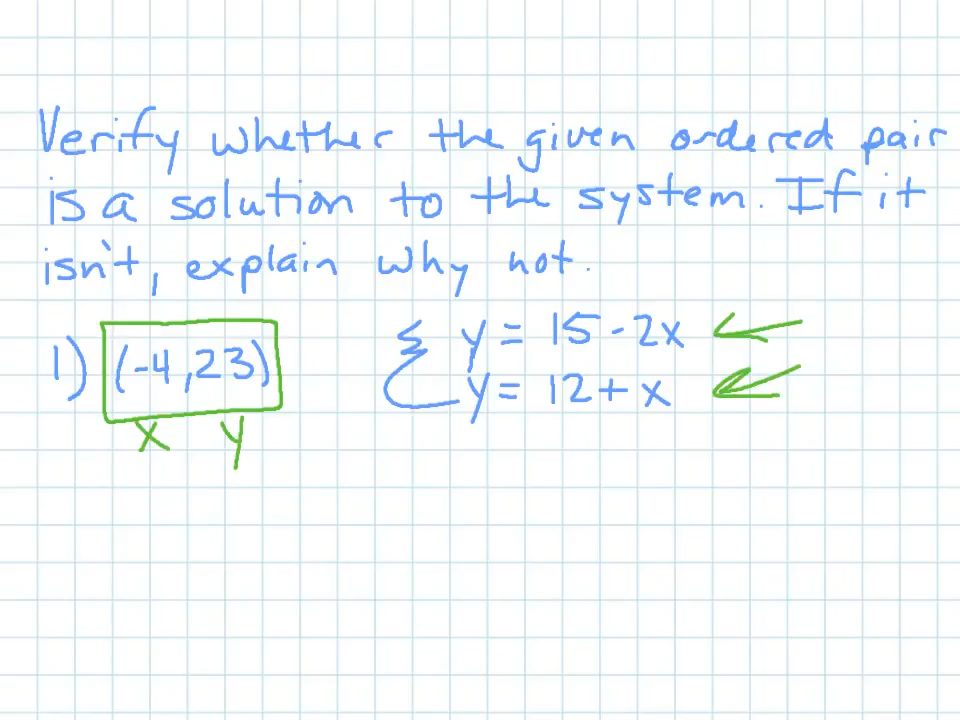 Verify whether the given ordered pair
is a solution to the system. If it
isn't, explain why not.
1) (-4,23) { y = 15 - 2x
y = 12 + x
x y